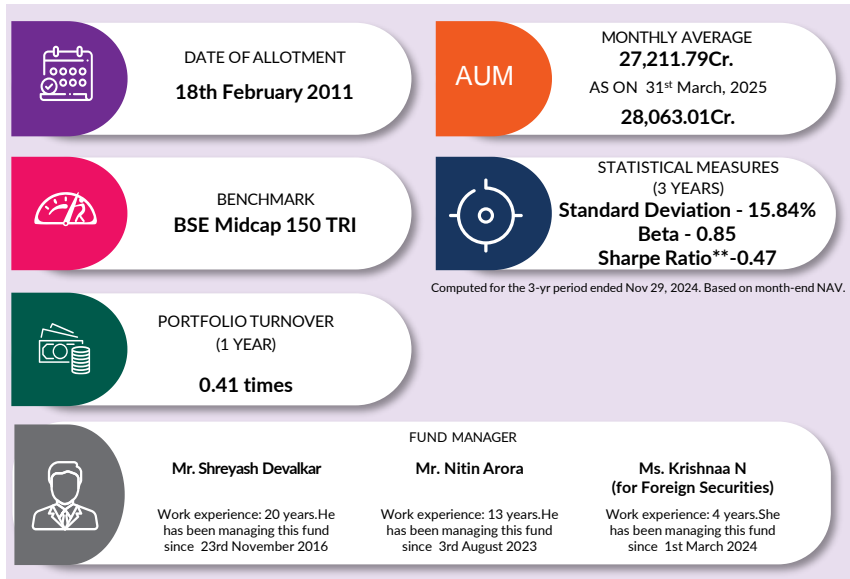 DATE OF ALLOTMENT
18th February 2011
AUM
MONTHLY AVERAGE
27,211.79Cr.
AS ON 31st March, 2025
28,063.01Cr.
BENCHMARK
BSE Midcap 150 TRI
STATISTICAL MEASURES
(3 YEARS)
Standard Deviation - 15.84%
Beta - 0.85
Sharpe Ratio**-0.47
Computed for the 3-yr period ended Nov 29, 2024. Based on month-end NAV.
PORTFOLIO TURNOVER
(1 YEAR)
0.41 times
FUND MANAGER
Mr. Shreyash Devalkar
Work experience: 20 years.He
has been managing this fund
since 23rd November 2016
Mr. Nitin Arora
Work experience: 13 years.He
has been managing this fund
since 3rd August 2023
Ms. Krishnaa N
(for Foreign Securities)
Work experience: 4 years.She
has been managing this fund
since 1st March 2024